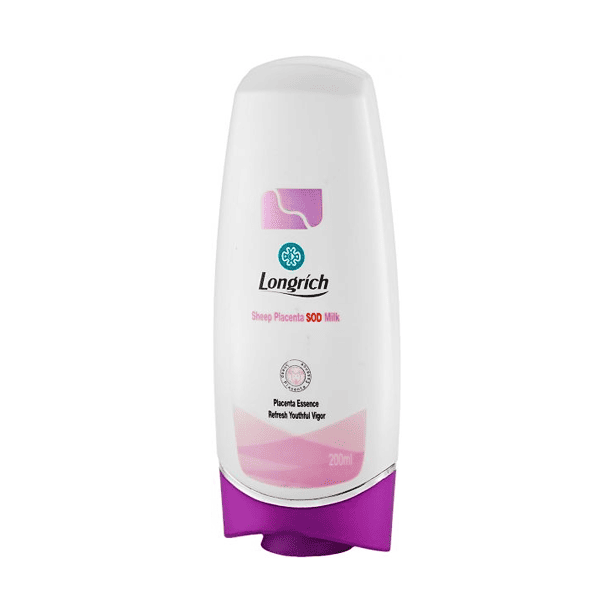 Longrich
Sheep Placenta SOD Milk
Placenta Essence
Refresh Youthful Vigor
200ml